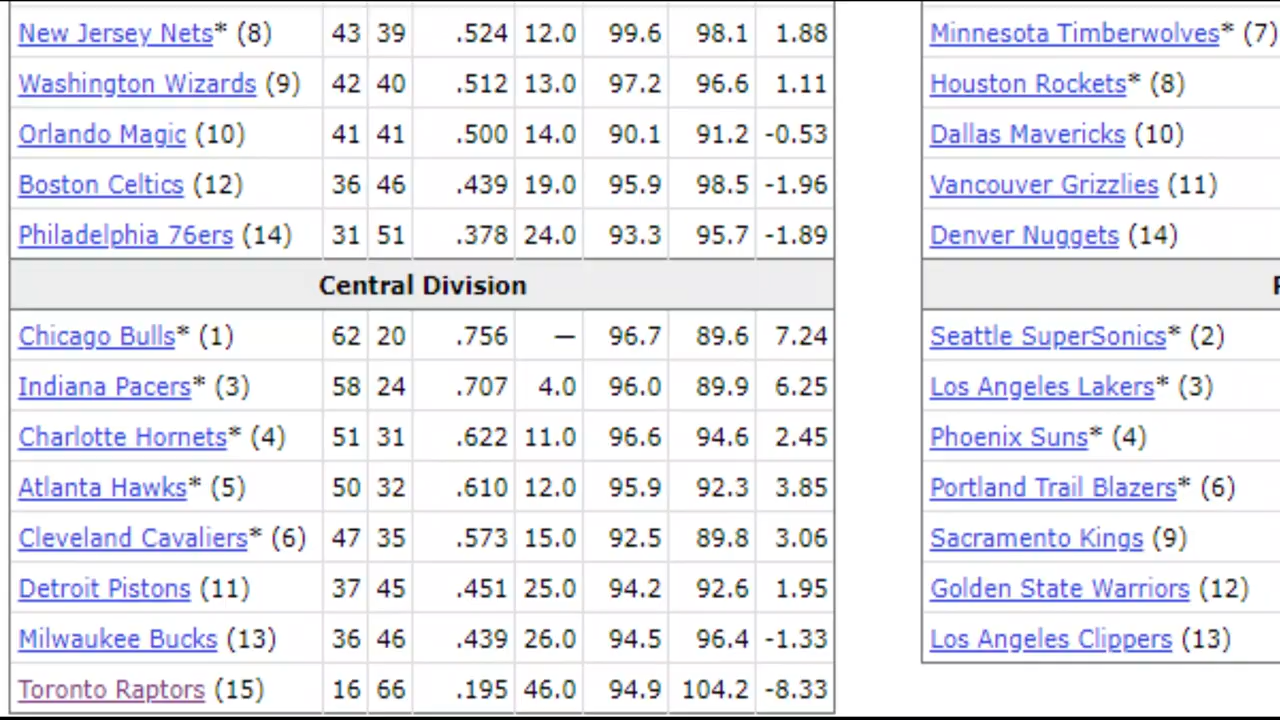 New Jersey Nets* (8) 43 39 .524 12.0 99.6 98.1 1.88
Washington Wizards (9) 42 40 .512 13.0 97.2 96.6 1.11
Orlando Magic (10) 41 41 .500 14.0 90.1 91.2 -0.53
Boston Celtics (12) 36 46 .439 19.0 95.9 98.5 -1.96
Philadelphia 76ers (14) 31 51 .378 24.0 93.3 95.7 -1.89
Central Division
Chicago Bulls* (1) 62 20 .756 — 96.7 89.6 7.24
Indiana Pacers* (3) 58 24 .707 4.0 96.0 89.9 6.25
Charlotte Hornets* (4) 51 31 .622 11.0 96.6 94.6 2.45
Atlanta Hawks* (5) 50 32 .610 12.0 95.9 92.3 3.85
Cleveland Cavaliers* (6) 47 35 .573 15.0 92.5 89.8 3.06
Detroit Pistons (11) 37 45 .451 25.0 94.2 92.6 1.95
Milwaukee Bucks (13) 36 46 .439 26.0 94.5 96.4 -1.33
Toronto Raptors (15) 16 66 .195 46.0 94.9 104.2 -8.33
Minnesota Timberwolves* (7)
Houston Rockets* (8)
Dallas Mavericks (10)
Vancouver Grizzlies (11)
Denver Nuggets (14)
Seattle SuperSonics* (2)
Los Angeles Lakers* (3)
Phoenix Suns* (4)
Portland Trail Blazers* (6)
Sacramento Kings (9)
Golden State Warriors (12)
Los Angeles Clippers (13)